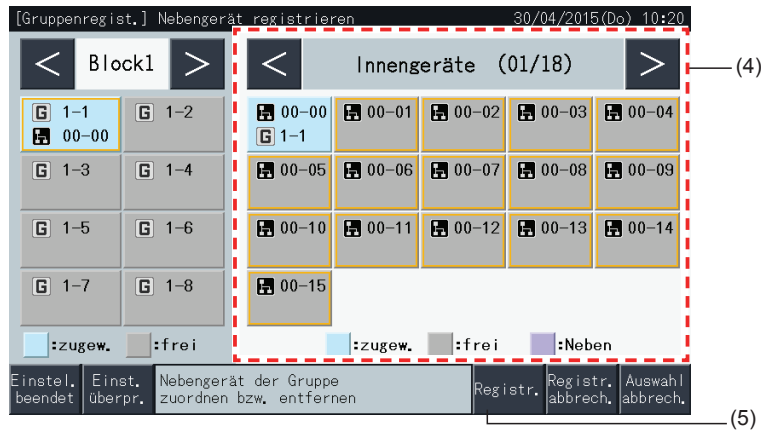 [Gruppenregist.] Nebengerät registrieren 30/04/2015(Do) 10:20
< Block1 > < Innengeräte (01/18) > (4)
G 1-1 G 1-2 00-00 00-01 00-02 00-03 00-04
00-00 G 1-1
G 1-3 G 1-4 00-05 00-06 00-07 00-08 00-09
G 1-5 G 1-6 00-10 00-11 00-12 00-13 00-14
G 1-7 G 1-8 00-15
:zugew. :frei :zugew. :frei :Neben
Einstel. Einst. Nebengerät der Gruppe Registr. Registr. Auswahl
beendet überpr. zuordnen bzw. entfernen abbrech. abbrech.
(5)